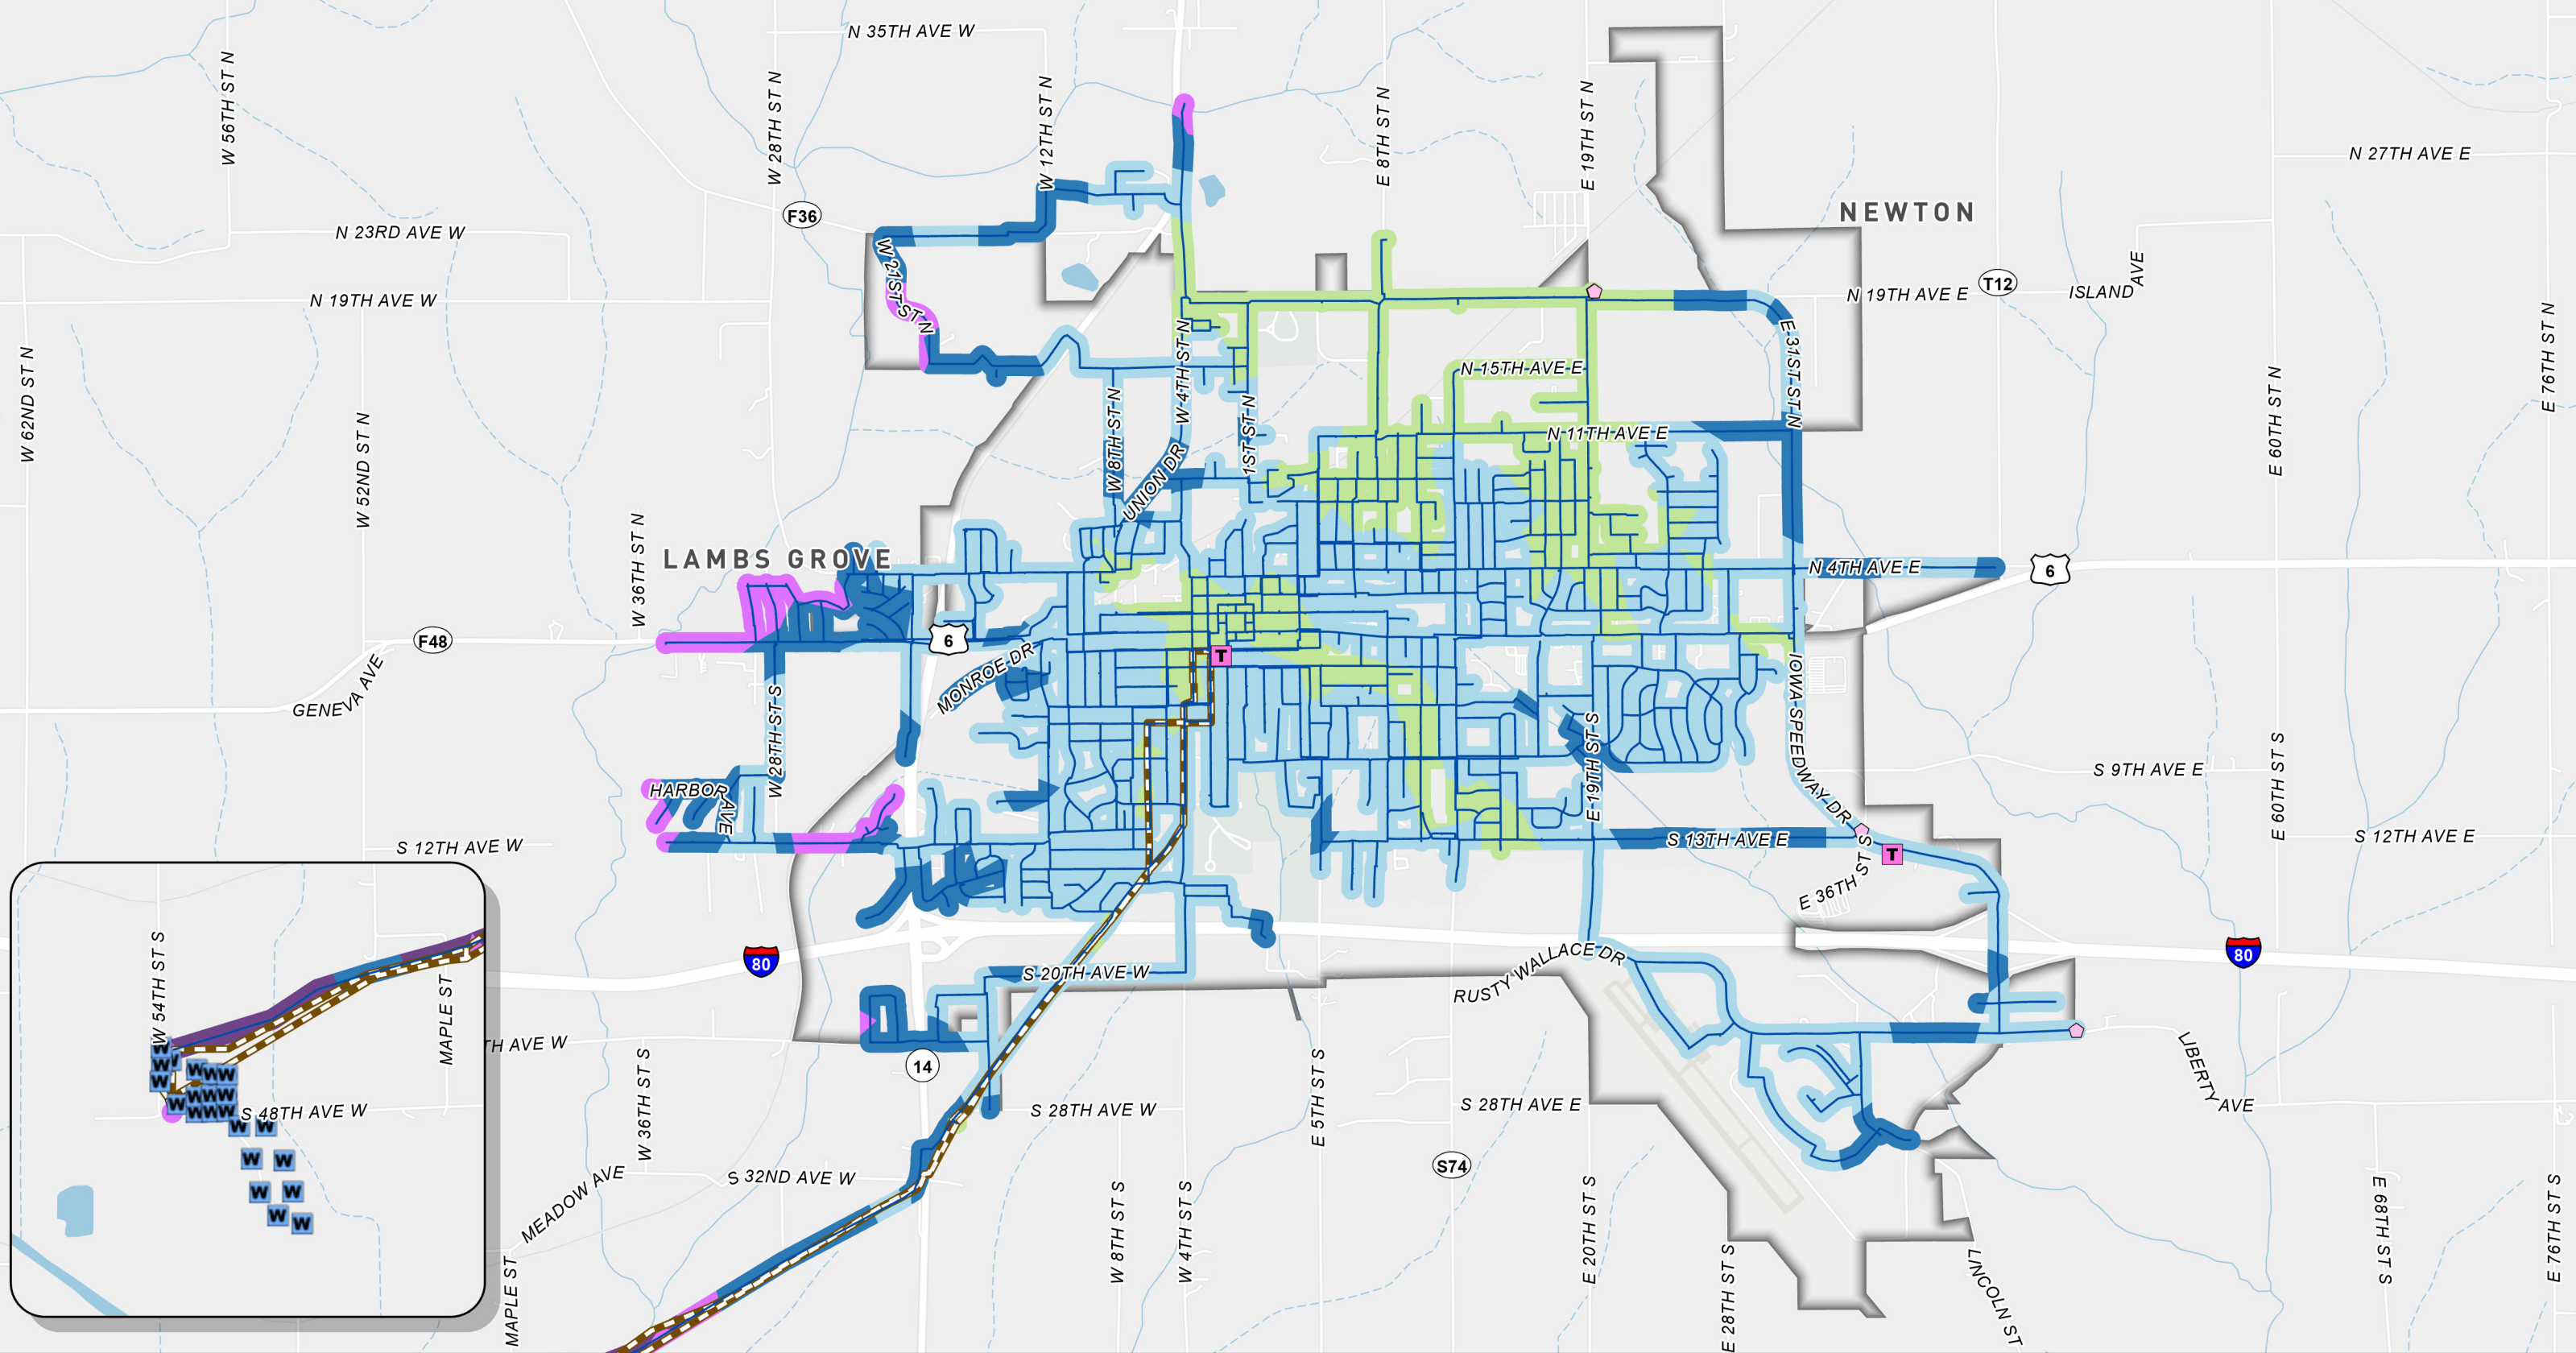 N 35TH AVE W
W 56TH ST N
W 28TH ST N
W 12TH ST N
E 8TH ST N
E 19TH ST N
N 27TH AVE E
F36
NEWTON
N 23RD AVE W
W 21ST ST N
T12
ISLAND AVE
N 19TH AVE W
N 19TH AVE E
E 31ST ST N
W 4TH ST N
N 15TH AVE E
W 62ND ST N
W 52ND ST N
W 8TH ST N
1ST ST N
N 11TH AVE E
E 60TH ST N
E 76TH ST N
UNION DR
W 36TH ST N
LAMBS GROVE
N 4TH AVE E
6
F48
6
MONROE DR
GENEVA AVE
T
W 28TH ST S
E 19TH ST S
IOWA SPEEDWAY DR
S 9TH AVE E
E 60TH ST S
HARBOR AVE
S 12TH AVE W
S 13TH AVE E
T
E 36TH ST S
S 12TH AVE E
80
80
S 20TH AVE W
RUSTY WALLACE DR
W 54TH ST S
MAPLE ST
TH AVE W
W 36TH ST S
14
E 5TH ST S
LIBERTY AVE
W
W
W
W
W
W
W
W
W
W
W
W
W
W
S 48TH AVE W
W
W
W
W
W
W
W
W
S 28TH AVE W
S 28TH AVE E
S74
S 32ND AVE W
MEADOW AVE
MAPLE ST
W 8TH ST S
W 4TH ST S
E 20TH ST S
E 28TH ST S
LINCOLN ST
E 68TH ST S
E 76TH ST S